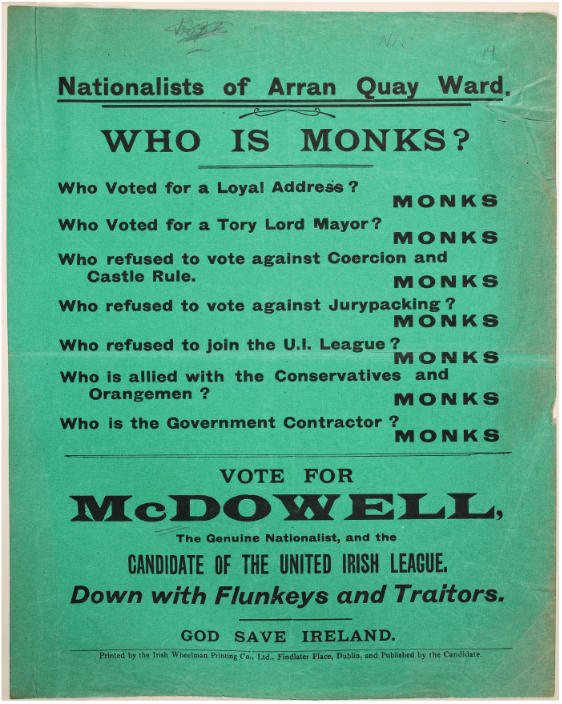 Nationalists of Arran Quay Ward.
WHO IS MONKS?
Who Voted for a Loyal Address?
MONKS
Who Voted for a Tory Lord Mayor?
MONKS
Who refused to vote against Coercion and
Castle Rule.
MONKS
Who refused to vote against Jurypacking?
MONKS
Who refused to join the U.I. League?
MONKS
Who is allied with the Conservatives and
Orangemen ?
MONKS
Who is the Government Contractor ?
MONKS
VOTE FOR
McDOWELL,
The Genuine Nationalist, and the
CANDIDATE OF THE UNITED IRISH LEAGUE.
Down with Flunkeys and Traitors.
GOD SAVE IRELAND.
Printed by the Irish Wheelman Printing Co., Ltd., Findlater Place, Dublin, and Published by the Candidate.